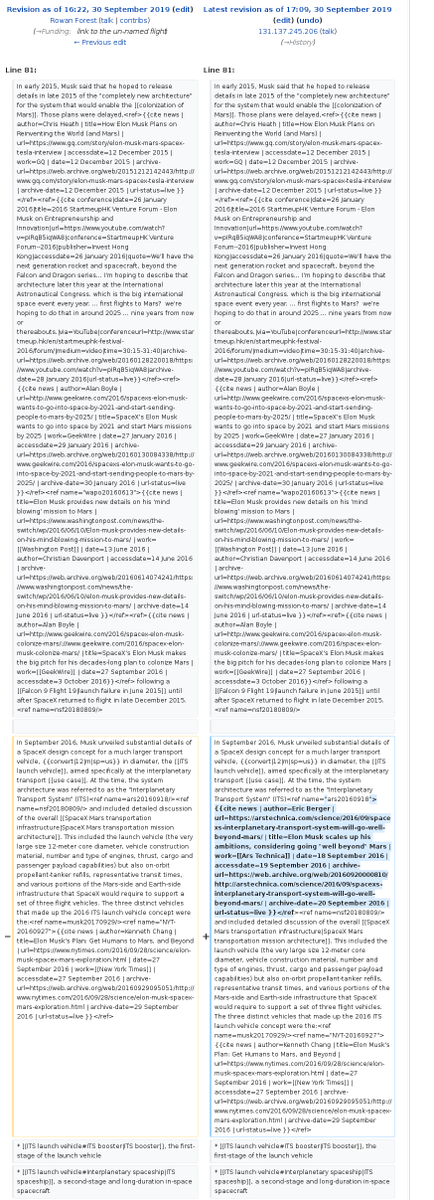 Revision as of 16:22, 30 September 2019 (edit)
Rowan Forest (talk | contribs)
(→Funding: link to the un-named flight)
← Previous edit
Latest revision as of 17:09, 30 September 2019
(edit) (undo)
131.137.245.206 (talk)
(→History)
Line 81:
In early 2015, Musk said that he hoped to release
details in late 2015 of the "completely new architecture"
for the system that would enable the [[colonization of
Mars]]. Those plans were delayed,<ref> {{cite news |
author=Chris Heath | title=How Elon Musk Plans on
Reinventing the World (and Mars) |
url=https://www.gq.com/story/elon-musk-mars-spacex-
tesla-interview | accessdate=12 December 2015 |
work=GQ | date=12 December 2015 | archive-
url=https://web.archive.org/web/20151212142443/http://
www.gq.com/story/elon-musk-mars-spacex-tesla-interview
| archive-date=12 December 2015 | url-status=live }}
</ref><ref>{{cite conference|date=26 January
2016|title=2016 StartmeupHK Venture Forum - Elon
Musk on Entrepreneurship and
Innovation|url=https://www.youtube.com/watch?
v=pIRqB5iqWA8|conference=StartmeupHK Venture
Forum--2016|publisher=Invest Hong
Kong|accessdate=26 January 2016|quote=We'll have the
next generation rocket and spacecraft, beyond the
Falcon and Dragon series... I'm hoping to describe that
architecture later this year at the International
Astronautical Congress. which is the big international
space event every year. ... first flights to Mars? we're
hoping to do that in around 2025 ... nine years from now
or
thereabouts.|via=YouTube|conferenceurl=http://www.star
tmeup.hk/en/startmeuphk-festival-
2016/forum/|medium=video|time=30:15-31:40|archive-
url=https://web.archive.org/web/20160128220018/https:
//www.youtube.com/watch?v=pIRqB5iqWA8|archive-
date=28 January 2016|url-status=live}}</ref><ref>
{{cite news | author=Alan Boyle |
url=http://www.geekwire.com/2016/spacexs-elon-musk-
wants-to-go-into-space-by-2021-and-start-sending-
people-to-mars-by-2025/ | title=SpaceX's Elon Musk
wants to go into space by 2021 and start Mars missions
by 2025 | work=GeekWire | date=27 January 2016 |
accessdate=29 January 2016 | archive-
url=https://web.archive.org/web/20160130084338/http://
www.geekwire.com/2016/spacexs-elon-musk-wants-to-go-
into-space-by-2021-and-start-sending-people-to-mars-by-
2025/ | archive-date=30 January 2016 | url-status=live
}}</ref><ref name="wapo20160613">{{cite news |
title=Elon Musk provides new details on his 'mind
blowing' mission to Mars |
url=https://www.washingtonpost.com/news/the-
switch/wp/2016/06/10/elon-musk-provides-new-details-
on-his-mind-blowing-mission-to-mars/ | work=
[[Washington Post]] | date=13 June 2016 |
author=Christian Davenport | accessdate=14 June 2016
| archive-
url=https://web.archive.org/web/20160614074241/https:
//www.washingtonpost.com/news/the-
switch/wp/2016/06/10/elon-musk-provides-new-details-
on-his-mind-blowing-mission-to-mars/ | archive-date=14
June 2016 | url-status=live }}</ref><ref>{{cite news |
author=Alan Boyle |
url=http://www.geekwire.com/2016/spacex-elon-musk-
colonize-mars/ | title=SpaceX's Elon Musk makes
the big pitch for his decades-long plan to colonize Mars |
work=[[GeekWire]] | date=27 September 2016 |
accessdate=3 October 2016}}</ref> following a
[[Falcon 9 Flight 19|launch failure in June 2015]] until
after SpaceX returned to flight in late December 2015.
<ref name=nsf20180809/>
In September 2016, Musk unveiled substantial details of
a SpaceX design concept for a much larger transport
vehicle, {{convert|12|m|sp=us}} in diameter, the [[ITS
launch vehicle]], aimed specifically at the interplanetary
transport [[use case]]. At the time, the system was
referred to as the "Interplanetary
Transport System" (ITS)<ref name=ars20160918/><ref
name=nsf20180809/> and included detailed discussion
of the overall [[SpaceX Mars transportation
infrastructure|SpaceX Mars transportation mission
architecture]]. This included the launch vehicle (the very
large size 12-meter core diameter, vehicle construction
material, number and type of engines, thrust, cargo and
passenger payload capabilities) but also on-orbit
propellant-tanker refills, representative transit times,
and various portions of the Mars-side and Earth-side
infrastructure that SpaceX would require to support a
set of three flight vehicles. The three distinct vehicles
that made up the 2016 ITS launch vehicle concept were
the:<ref name=musk20170929/><ref name="NYT-
20160927">{{cite news | author=Kenneth Chang |
title=Elon Musk's Plan: Get Humans to Mars, and Beyond
| url=https://www.nytimes.com/2016/09/28/science/elon-
musk-spacex-mars-exploration.html | date=27
September 2016 | work=[[New York Times]] |
accessdate=27 September 2016 | archive-
url=https://web.archive.org/web/20160929095051/http://
www.nytimes.com/2016/09/28/science/elon-musk-spacex-
mars-exploration.html | archive-date=29 September
2016 | url-status=live }}</ref>
* [[ITS launch vehicle#ITS booster|ITS booster]], the first-
stage of the launch vehicle
* [[ITS launch vehicle#Interplanetary spaceship|ITS
spaceship]], a second-stage and long-duration in-space
spacecraft
Line 81:
In early 2015, Musk said that he hoped to release
details in late 2015 of the "completely new architecture"
for the system that would enable the [[colonization of
Mars]]. Those plans were delayed,<ref> {{cite news |
author=Chris Heath | title=How Elon Musk Plans on
Reinventing the World (and Mars) |
url=https://www.gq.com/story/elon-musk-mars-spacex-
tesla-interview | accessdate=12 December 2015 |
work=GQ | date=12 December 2015 | archive-
url=https://web.archive.org/web/20151212142443/http://
www.gq.com/story/elon-musk-mars-spacex-tesla-interview
| archive-date=12 December 2015 | url-status=live }}
</ref><ref>{{cite conference|date=26 January
2016|title=2016 StartmeupHK Venture Forum - Elon
Musk on Entrepreneurship and
Innovation|url=https://www.youtube.com/watch?
v=pIRqB5iqWA8|conference=StartmeupHK Venture
Forum--2016|publisher=Invest Hong
Kong|accessdate=26 January 2016|quote=We'll have the
next generation rocket and spacecraft, beyond the
Falcon and Dragon series... I'm hoping to describe that
architecture later this year at the International
Astronautical Congress. which is the big international
space event every year. ... first flights to Mars? we're
hoping to do that in around 2025 ... nine years from now
or
thereabouts.|via=YouTube|conferenceurl=http://www.star
tmeup.hk/en/startmeuphk-festival-
2016/forum/|medium=video|time=30:15-31:40|archive-
url=https://web.archive.org/web/20160128220018/https:
//www.youtube.com/watch?v=pIRqB5iqWA8|archive-
date=28 January 2016|url-status=live}}</ref><ref>
{{cite news | author=Alan Boyle |
url=http://www.geekwire.com/2016/spacexs-elon-musk-
wants-to-go-into-space-by-2021-and-start-sending-
people-to-mars-by-2025/ | title=SpaceX's Elon Musk
wants to go into space by 2021 and start Mars missions
by 2025 | work=GeekWire | date=27 January 2016 |
accessdate=29 January 2016 | archive-
url=https://web.archive.org/web/20160130084338/http://
www.geekwire.com/2016/spacexs-elon-musk-wants-to-go-
into-space-by-2021-and-start-sending-people-to-mars-by-
2025/ | archive-date=30 January 2016 | url-status=live
}}</ref><ref name="wapo20160613">{{cite news |
title=Elon Musk provides new details on his 'mind
blowing' mission to Mars |
url=https://www.washingtonpost.com/news/the-
switch/wp/2016/06/10/elon-musk-provides-new-details-
on-his-mind-blowing-mission-to-mars/ | work=
[[Washington Post]] | date=13 June 2016 |
author=Christian Davenport | accessdate=14 June 2016
| archive-
url=https://web.archive.org/web/20160614074241/https:
//www.washingtonpost.com/news/the-
switch/wp/2016/06/10/elon-musk-provides-new-details-
on-his-mind-blowing-mission-to-mars/ | archive-date=14
June 2016 | url-status=live }}</ref><ref>{{cite news |
author=Alan Boyle |
url=http://www.geekwire.com/2016/spacex-elon-musk-
colonize-mars/ | title=SpaceX's Elon Musk makes
the big pitch for his decades-long plan to colonize Mars |
work=[[GeekWire]] | date=27 September 2016 |
accessdate=3 October 2016}}</ref> following a
[[Falcon 9 Flight 19|launch failure in June 2015]] until
after SpaceX returned to flight in late December 2015.
<ref name=nsf20180809/>
In September 2016, Musk unveiled substantial details of
a SpaceX design concept for a much larger transport
vehicle, {{convert|12|m|sp=us}} in diameter, the [[ITS
launch vehicle]], aimed specifically at the interplanetary
transport [[use case]]. At the time, the system was
referred to as the "Interplanetary
Transport System" (ITS)<ref name="ars20160918">
{{cite news | author=Eric Berger |
url=https://arstechnica.com/science/2016/09/space
xs-interplanetary-transport-system-will-go-well-
beyond-mars/ | title=Elon Musk scales up his
ambitions, considering going "well beyond" Mars |
work=[[Ars Technica]] | date=18 September 2016 |
accessdate=19 September 2016 | archive-
url=https://web.archive.org/web/20160920000810/
http://arstechnica.com/science/2016/09/spacexs-
interplanetary-transport-system-will-go-well-
beyond-mars/ | archive-date=20 September 2016 |
url-status=live }}</ref><ref name=nsf20180809/>
and included detailed discussion of the overall [[SpaceX
Mars transportation infrastructure|SpaceX Mars
transportation mission architecture]]. This included the
launch vehicle (the very large size 12-meter core
diameter, vehicle construction material, number and
type of engines, thrust, cargo and passenger payload
capabilities) but also on-orbit propellant-tanker refills,
representative transit times, and various portions of the
Mars-side and Earth-side infrastructure that SpaceX
would require to support a set of three flight vehicles.
The three distinct vehicles that made up the 2016 ITS
launch vehicle concept were the:<ref
name=musk20170929/><ref name="NYT-20160927">
{{cite news | author=Kenneth Chang | title=Elon Musk's
Plan: Get Humans to Mars, and Beyond |
url=https://www.nytimes.com/2016/09/28/science/elon-
musk-spacex-mars-exploration.html | date=27
September 2016 | work=[[New York Times]] |
accessdate=27 September 2016 | archive-
url=https://web.archive.org/web/20160929095051/http://
www.nytimes.com/2016/09/28/science/elon-musk-spacex-
mars-exploration.html | archive-date=29 September
2016 | url-status=live }}</ref>
* [[ITS launch vehicle#ITS booster|ITS booster]], the
first-stage of the launch vehicle
* [[ITS launch vehicle#Interplanetary spaceship|ITS
spaceship]], a second-stage and long-duration in-space
spacecraft